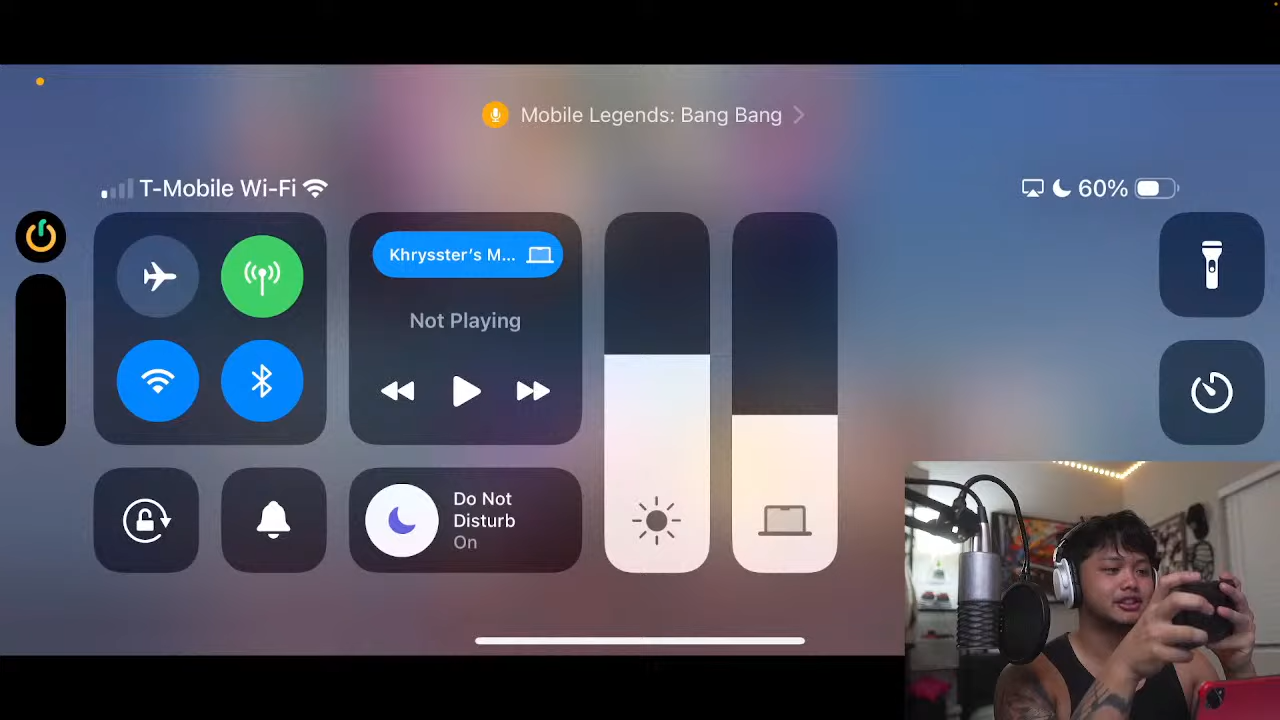 Mobile Legends: Bang Bang
T-Mobile Wi-Fi
60%
Khrysster’s M...
Not Playing
Do Not
Disturb
On